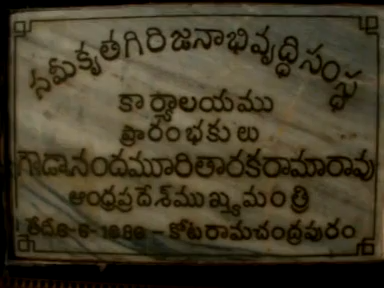 సమీకృతగిరిజనాభివృద్ధిసంస్థ
కార్యాలయము
ప్రారంభకులు
గౌ॥డా॥నందమూరితారకరామారావు
ఆంధ్రప్రదేశ్ముఖ్యమంత్రి
కోటరామచంద్రపురం